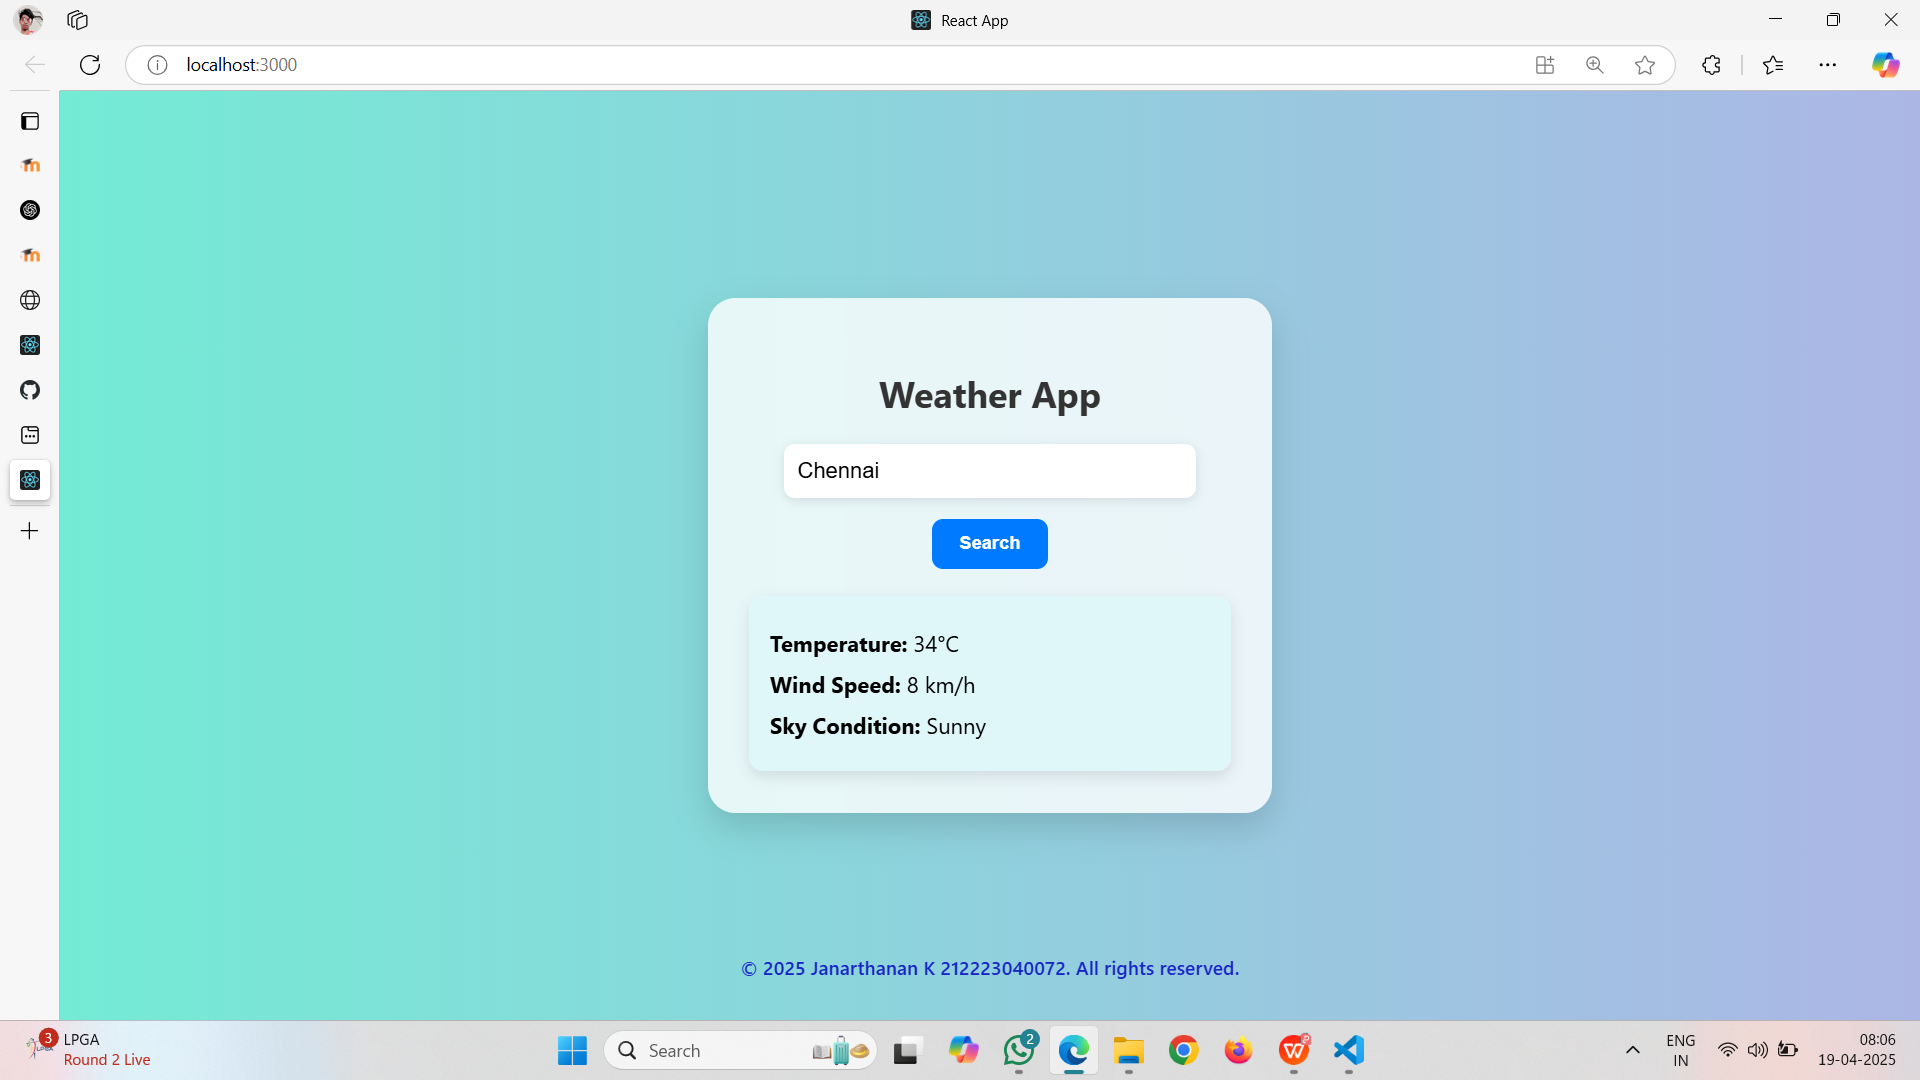 React App
localhost:3000
Weather App
Chennai
Search
Temperature: 34°C
Wind Speed: 8 km/h
Sky Condition: Sunny
© 2025 Janarthanan K 212223040072. All rights reserved.
3
LPGA
Round 2 Live
Search
2
ENG
IN
08:06
19-04-2025